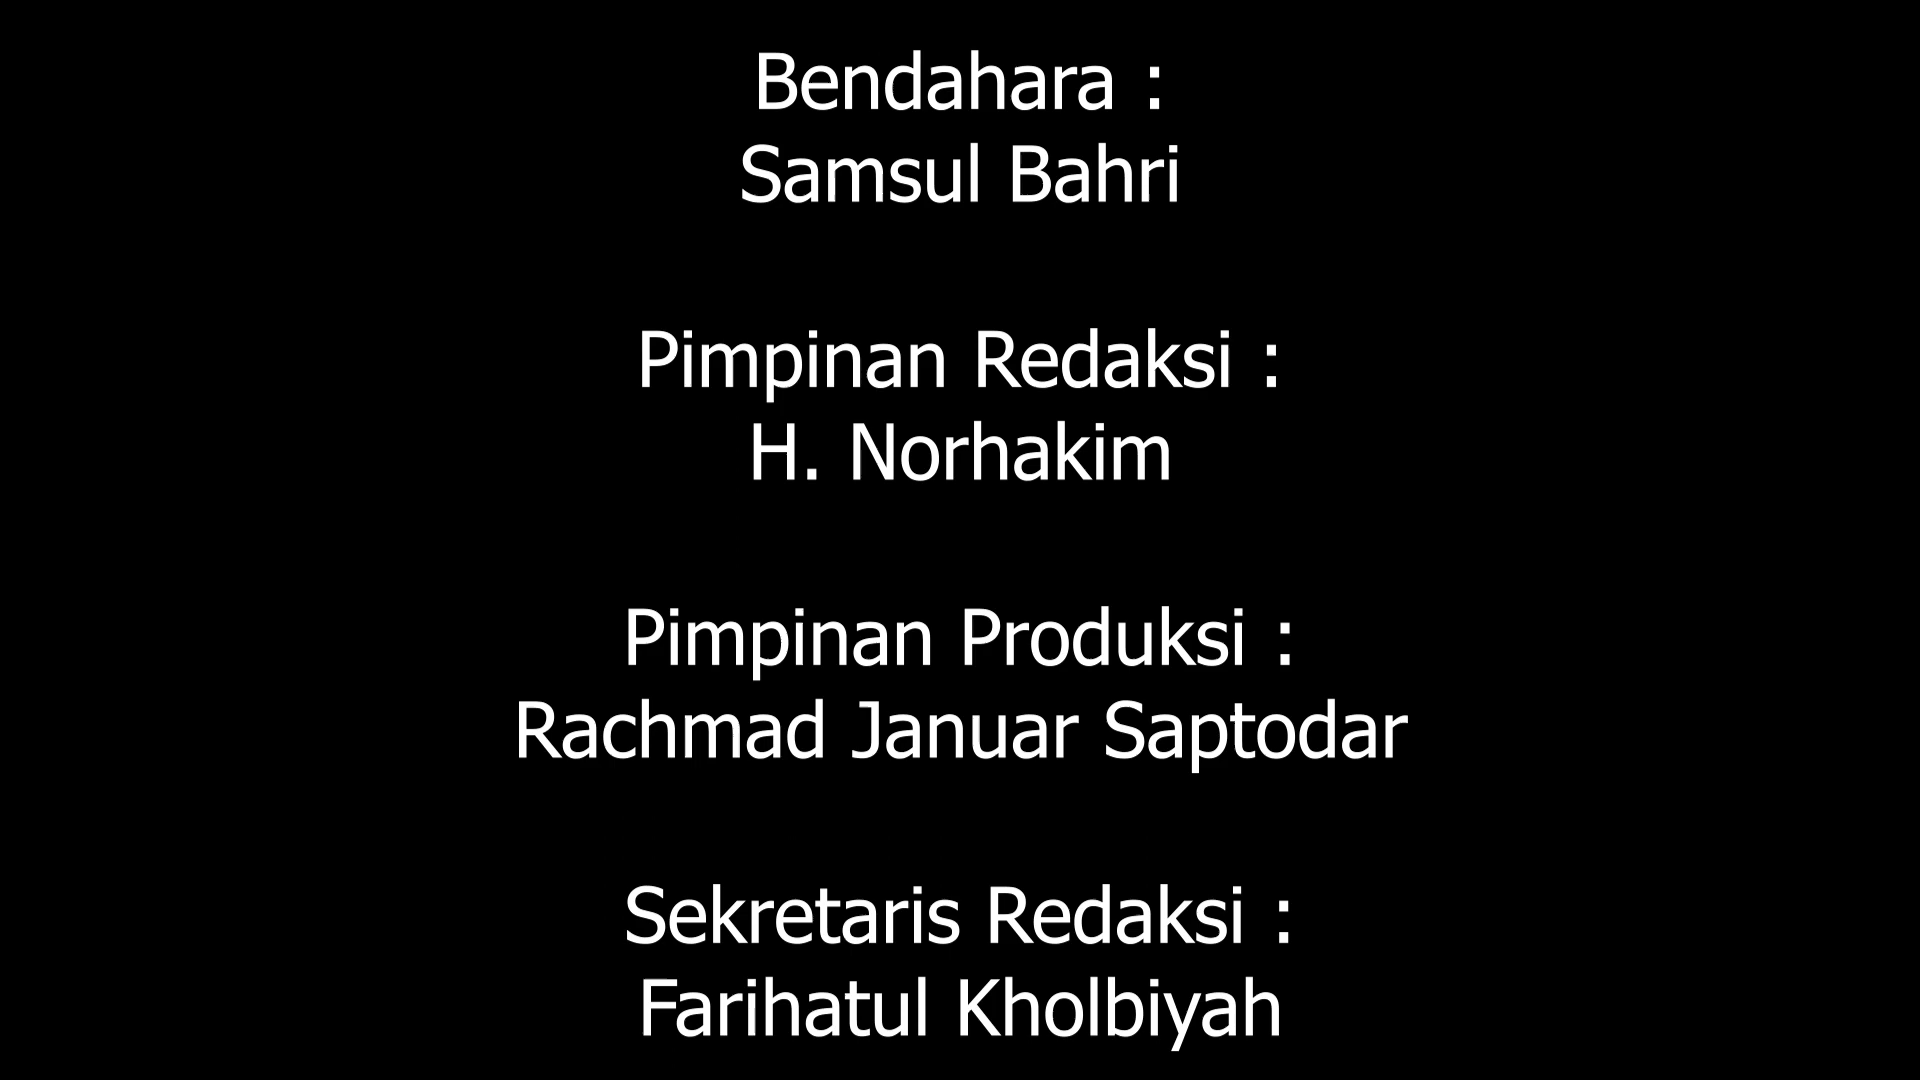 Bendahara :
Samsul Bahri
Pimpinan Redaksi :
H. Norhakim
Pimpinan Produksi :
Rachmad Januar Saptodar
Sekretaris Redaksi :
Farihatul Kholbiyah